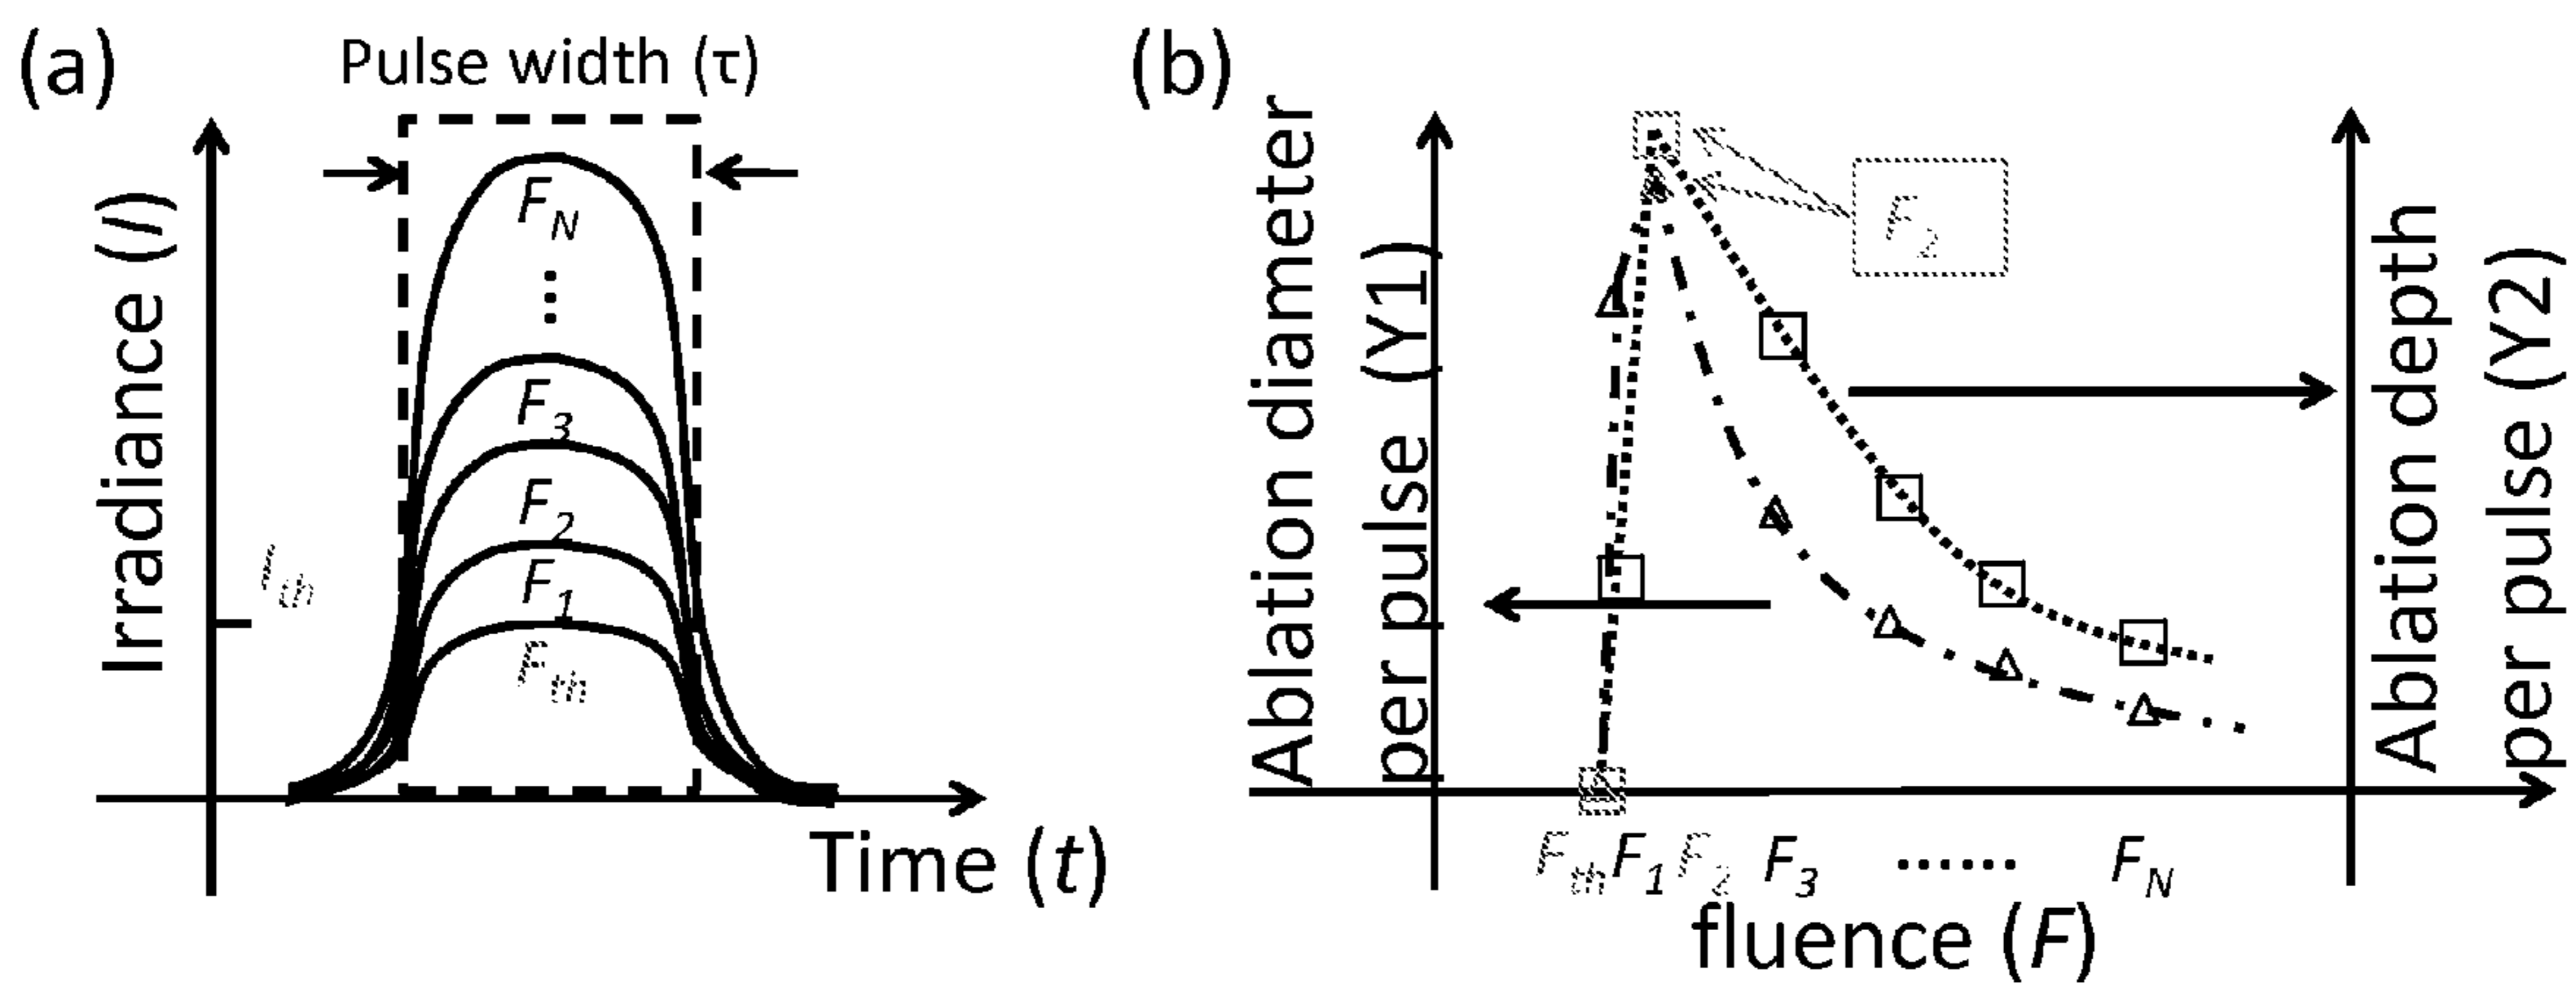 (a)
Pulse width (τ)
Irradiance (I)
F_N
F_3
F_2
F_1
F_th
I_th
Time (t)
(b)
Ablation diameter
per pulse (Y1)
F_2
Ablation depth
per pulse (Y2)
F_th F_1 F_2 F_3 ...... F_N
fluence (F)